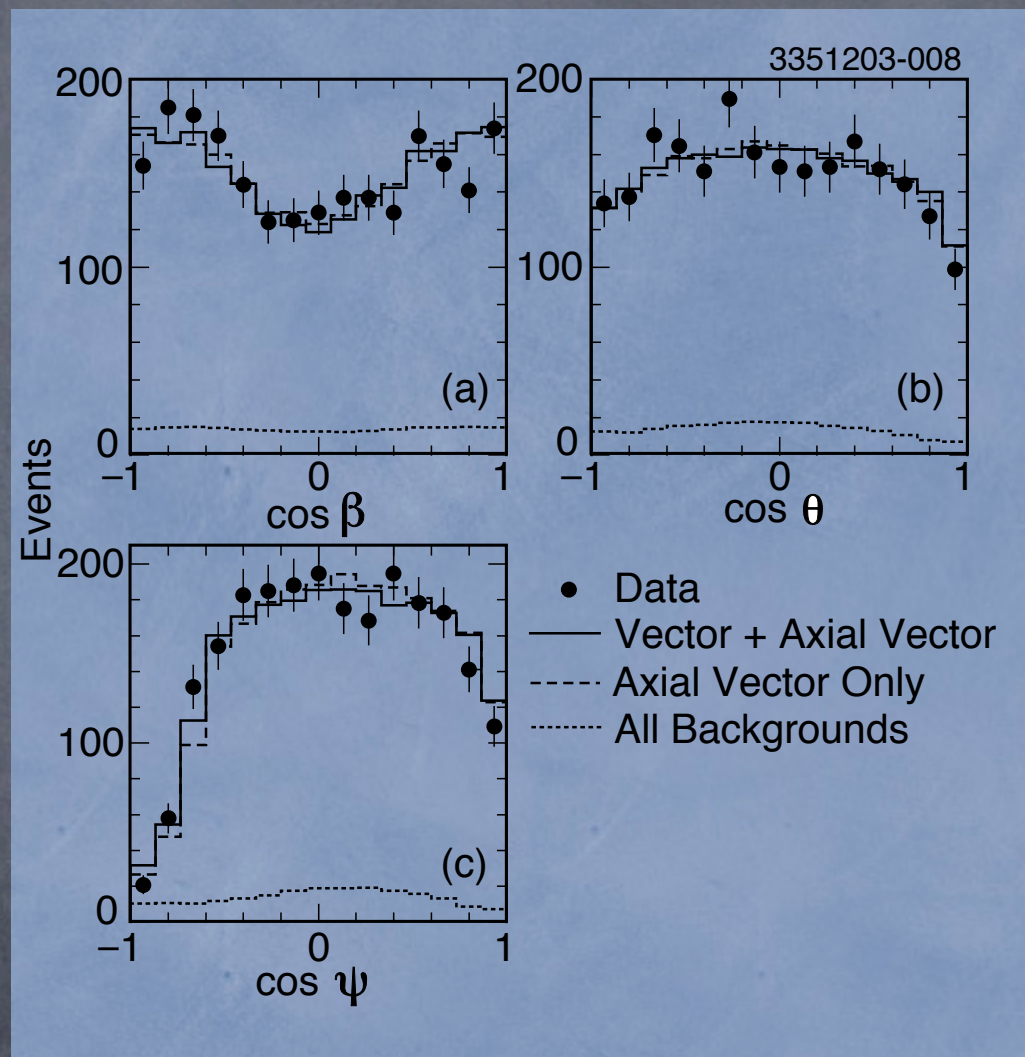 3351203-008
200
100
0
−1
0
1
(a)
cos β
200
100
0
−1
0
1
(b)
cos θ
Events
200
100
0
−1
0
1
(c)
cos ψ
Data
Vector + Axial Vector
Axial Vector Only
All Backgrounds